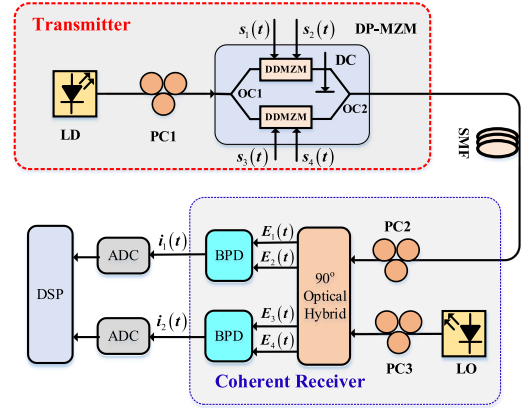 Transmitter
s1(t) s2(t) DP-MZM
DDMZM DC
OC1 OC2
DDMZM
LD PC1
s3(t) s4(t)
SMF
PC2
E1(t)
i1(t)
ADC BPD
E2(t)
90o
Optical
Hybrid
DSP
E3(t)
i2(t)
ADC BPD
E4(t)
PC3 LO
Coherent Receiver